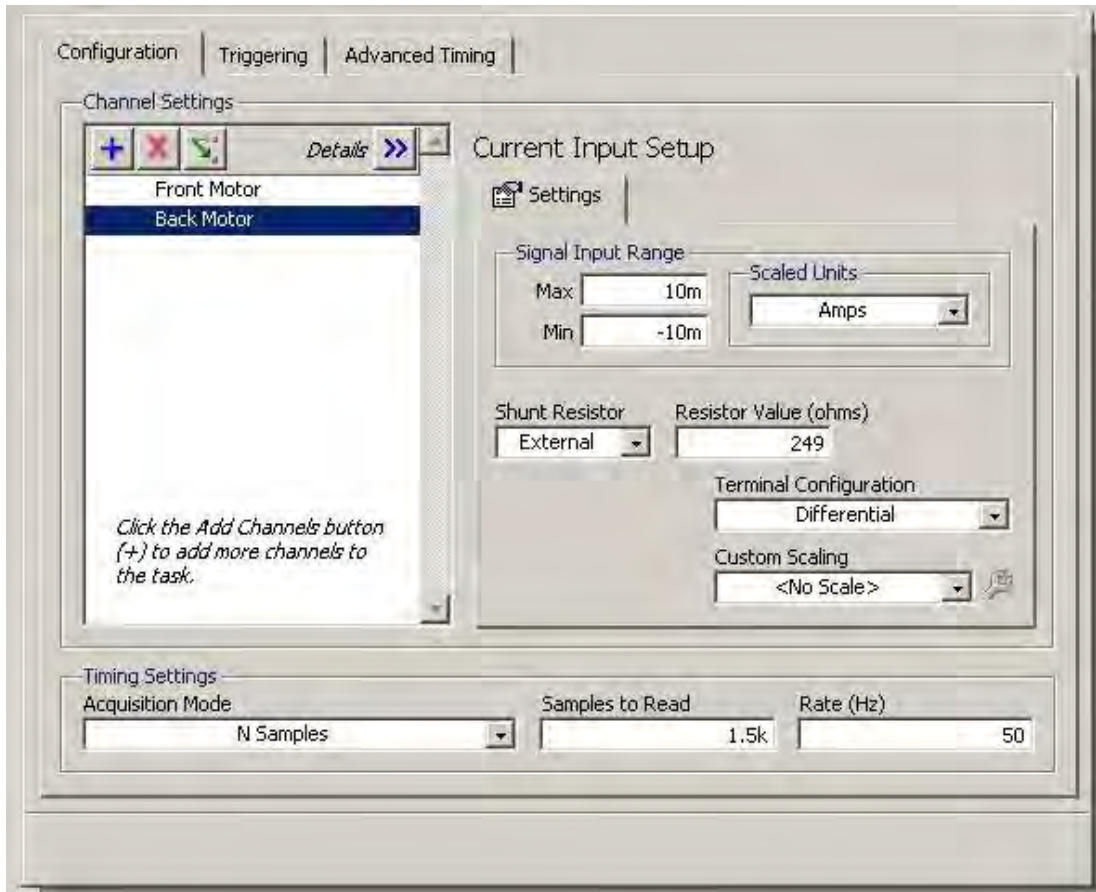 Configuration
Triggering
Advanced Timing
Channel Settings
Details
Front Motor
Back Motor
Click the Add Channels button
(+) to add more channels to
the task.
Current Input Setup
Settings
Signal Input Range
Max 10m
Min -10m
Scaled Units
Amps
Shunt Resistor
External
Resistor Value (ohms)
249
Terminal Configuration
Differential
Custom Scaling
<No Scale>
Timing Settings
Acquisition Mode
N Samples
Samples to Read
1.5k
Rate (Hz)
50